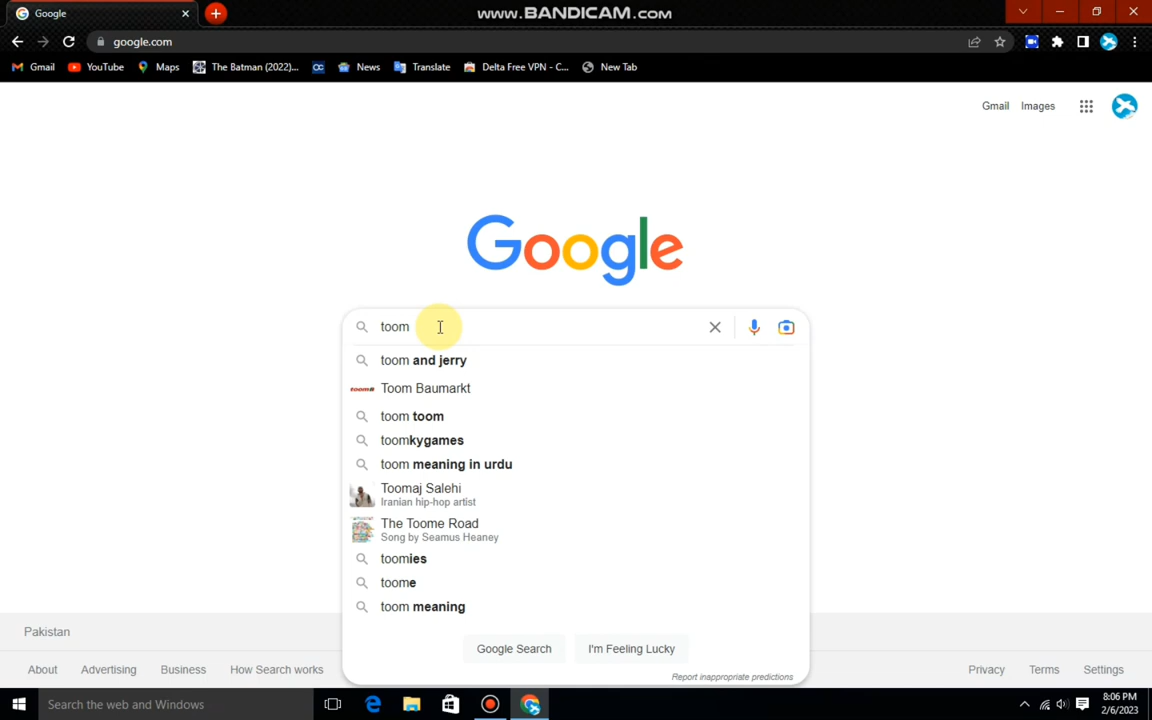 Google
www.BANDICAM.com
google.com
Gmail
YouTube
Maps
The Batman (2022)...
News
Translate
Delta Free VPN - C...
New Tab
Gmail
Images
Google
toom
toom and jerry
Toom Baumarkt
toom toom
toomkygames
toom meaning in urdu
Toomaj Salehi
Iranian hip-hop artist
The Toome Road
Song by Seamus Heaney
toomies
toome
toom meaning
Google Search
I'm Feeling Lucky
Report inappropriate predictions
Pakistan
About
Advertising
Business
How Search works
Privacy
Terms
Settings
Search the web and Windows
8:06 PM
2/6/2023